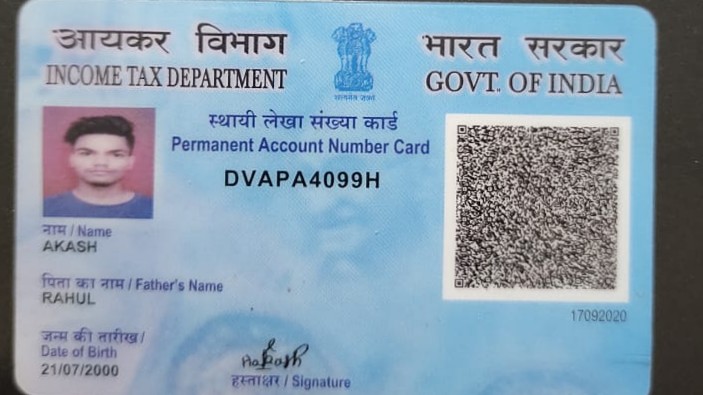 आयकर विभाग
INCOME TAX DEPARTMENT
भारत सरकार
GOVT. OF INDIA
सत्यमेव जयते
स्थायी लेखा संख्या कार्ड
Permanent Account Number Card
DVAPA4099H
नाम / Name
AKASH
पिता का नाम / Father's Name
RAHUL
जन्म की तारीख /
Date of Birth
21/07/2000
Aakash
हस्ताक्षर / Signature
17092020